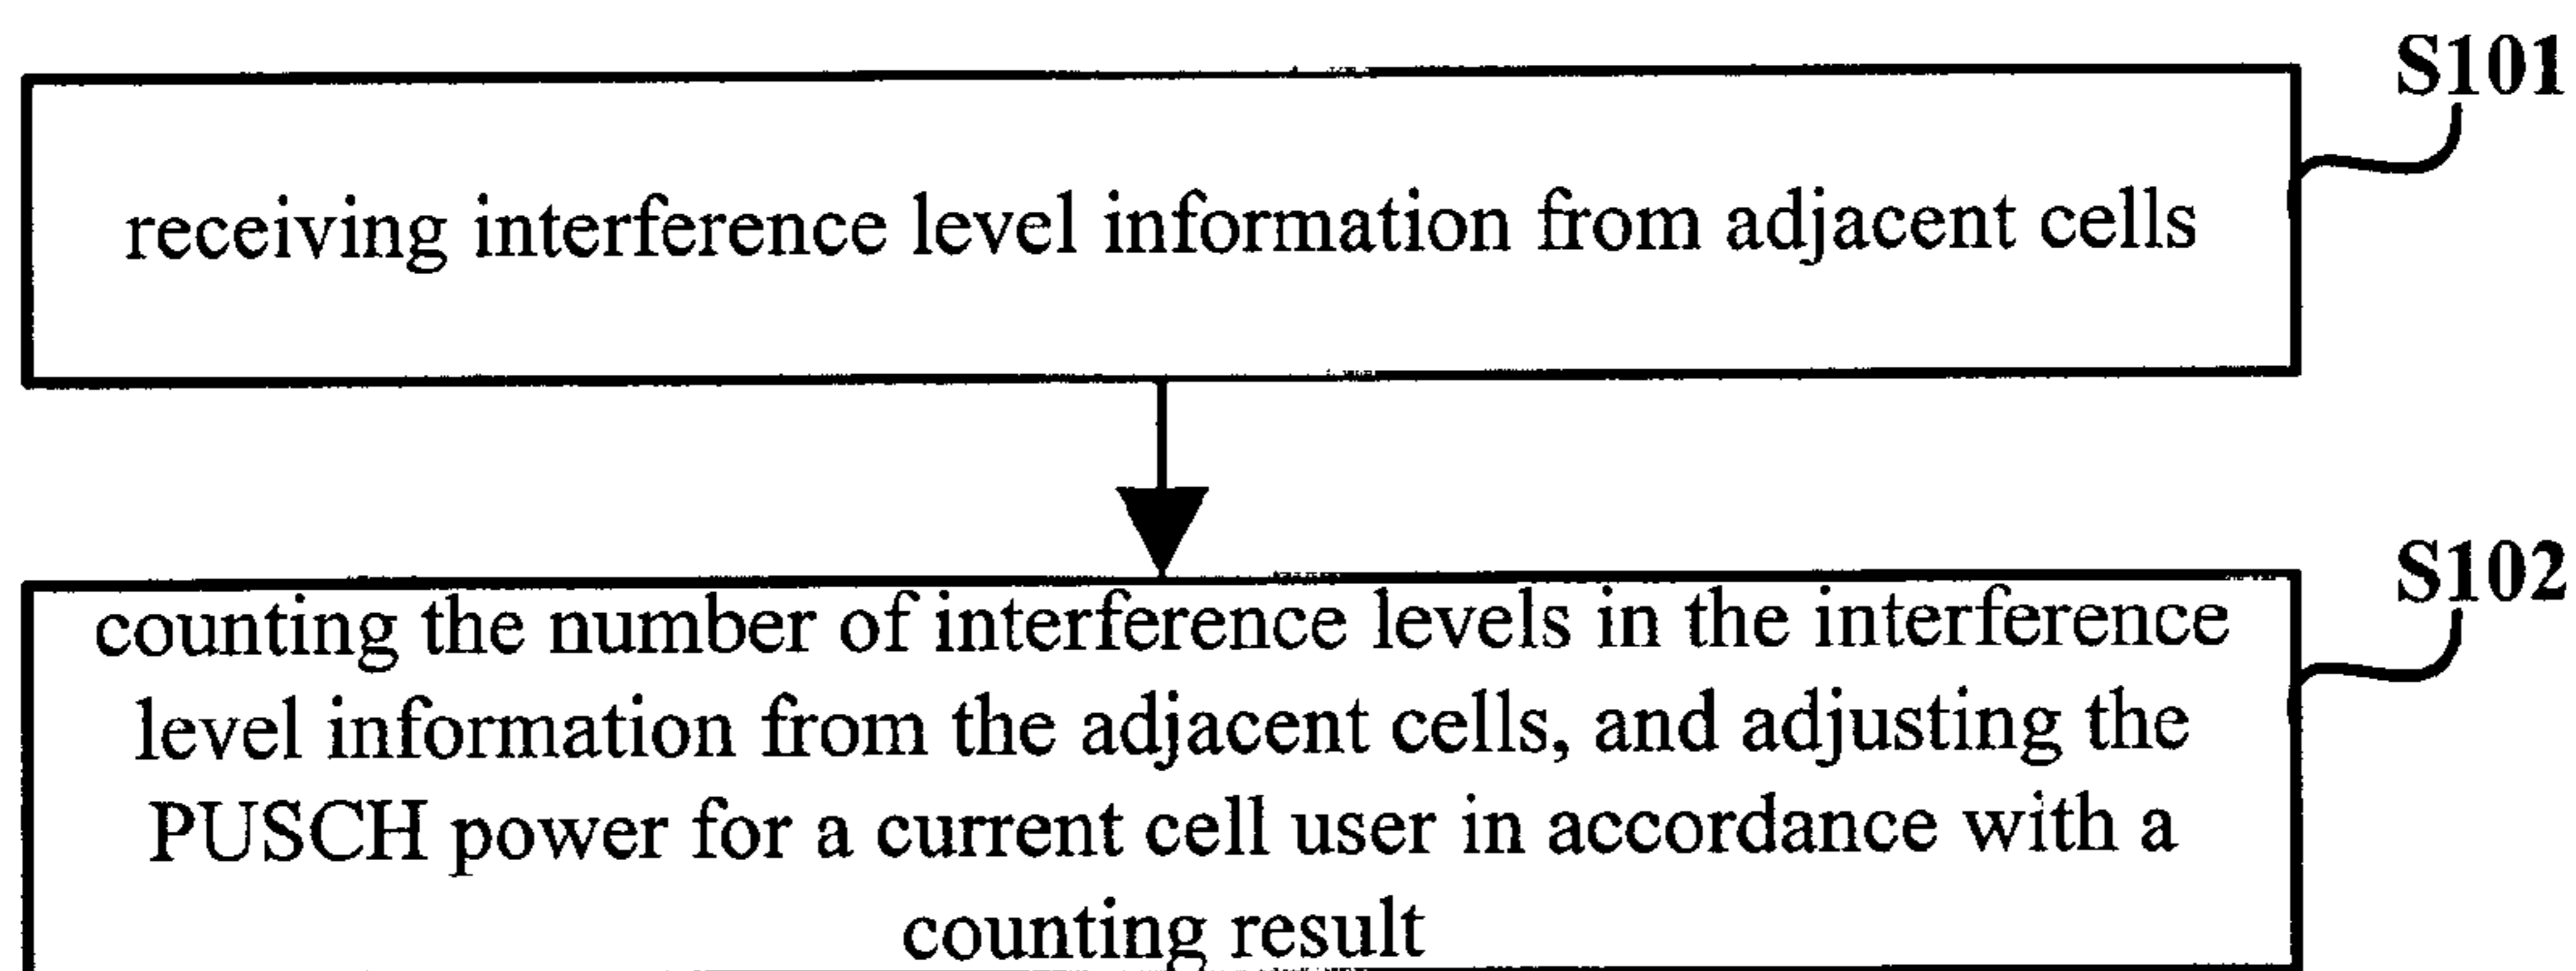 S101
receiving interference level information from adjacent cells
S102
counting the number of interference levels in the interference
level information from the adjacent cells, and adjusting the
PUSCH power for a current cell user in accordance with a
counting result